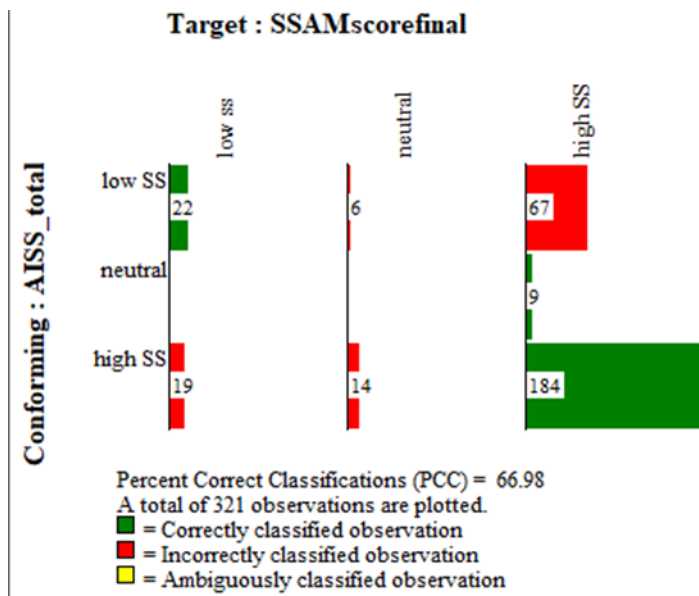 Target : SSAMscorefinal
low ss
neutral
high SS
Conforming : AISS_total
low SS
22
6
67
neutral
9
high SS
19
14
184
Percent Correct Classifications (PCC) = 66.98
A total of 321 observations are plotted.
= Correctly classified observation
= Incorrectly classified observation
= Ambiguously classified observation